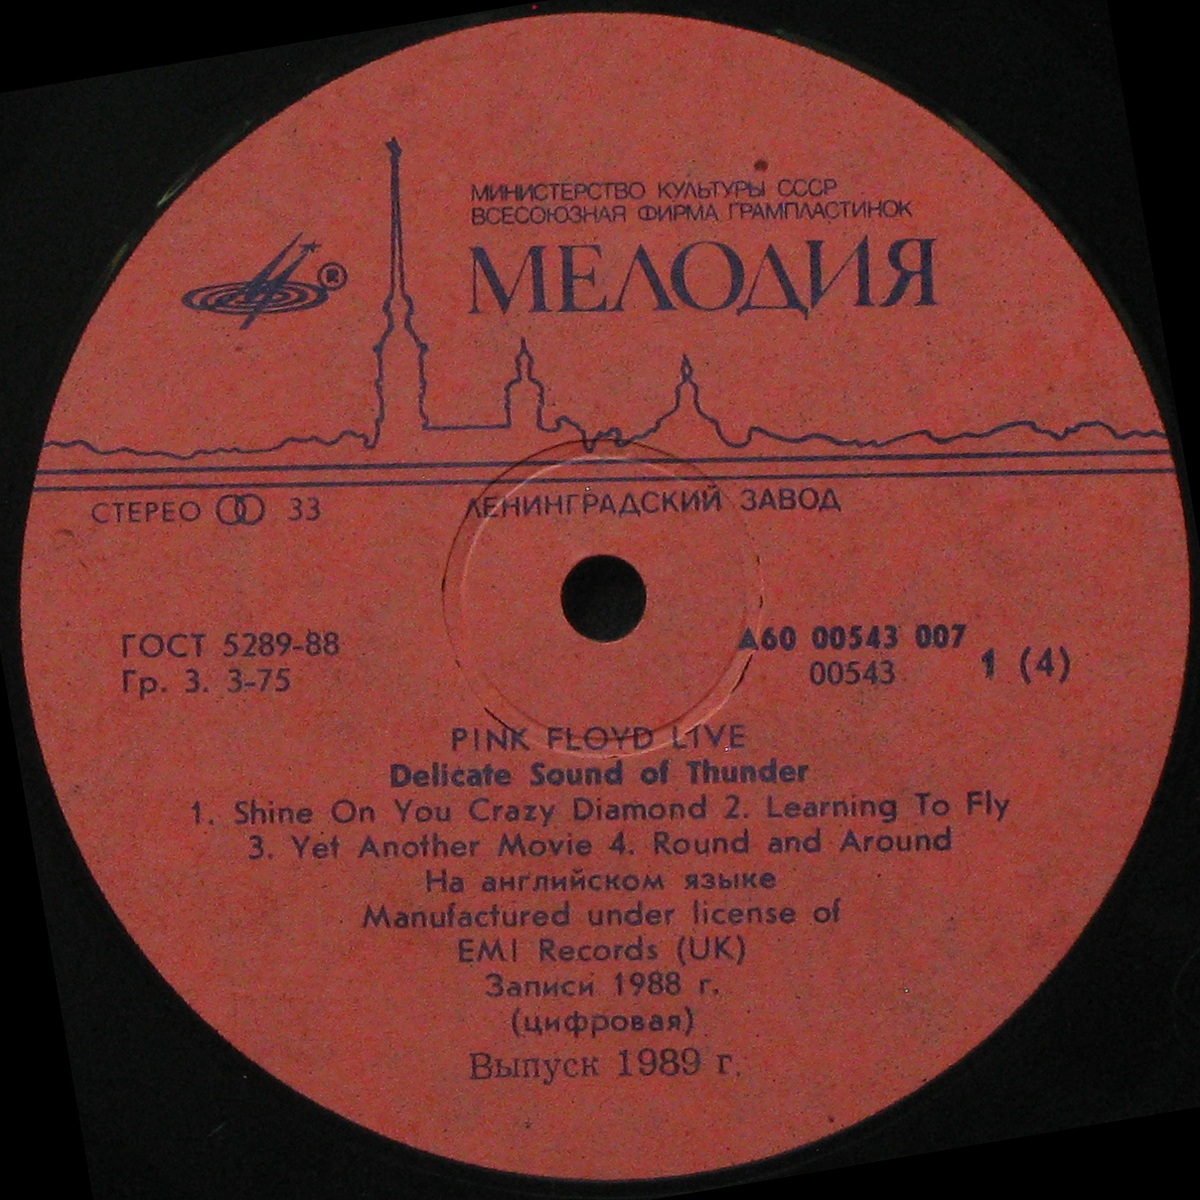 МИНИСТЕРСТВО КУЛЬТУРЫ СССР
ВСЕСОЮЗНАЯ ФИРМА ГРАМПЛАСТИНОК
МЕЛОДИЯ
®
СТЕРЕО 33
ЛЕНИНГРАДСКИЙ ЗАВОД
ГОСТ 5289-88
Гр. 3. 3-75
А60 00543 007
00543
1 (4)
PINK FLOYD LIVE
Delicate Sound of Thunder
1. Shine On You Crazy Diamond 2. Learning To Fly
3. Yet Another Movie 4. Round and Around
На английском языке
Manufactured under license of
EMI Records (UK)
Записи 1988 г.
(цифровая)
Выпуск 1989 г.